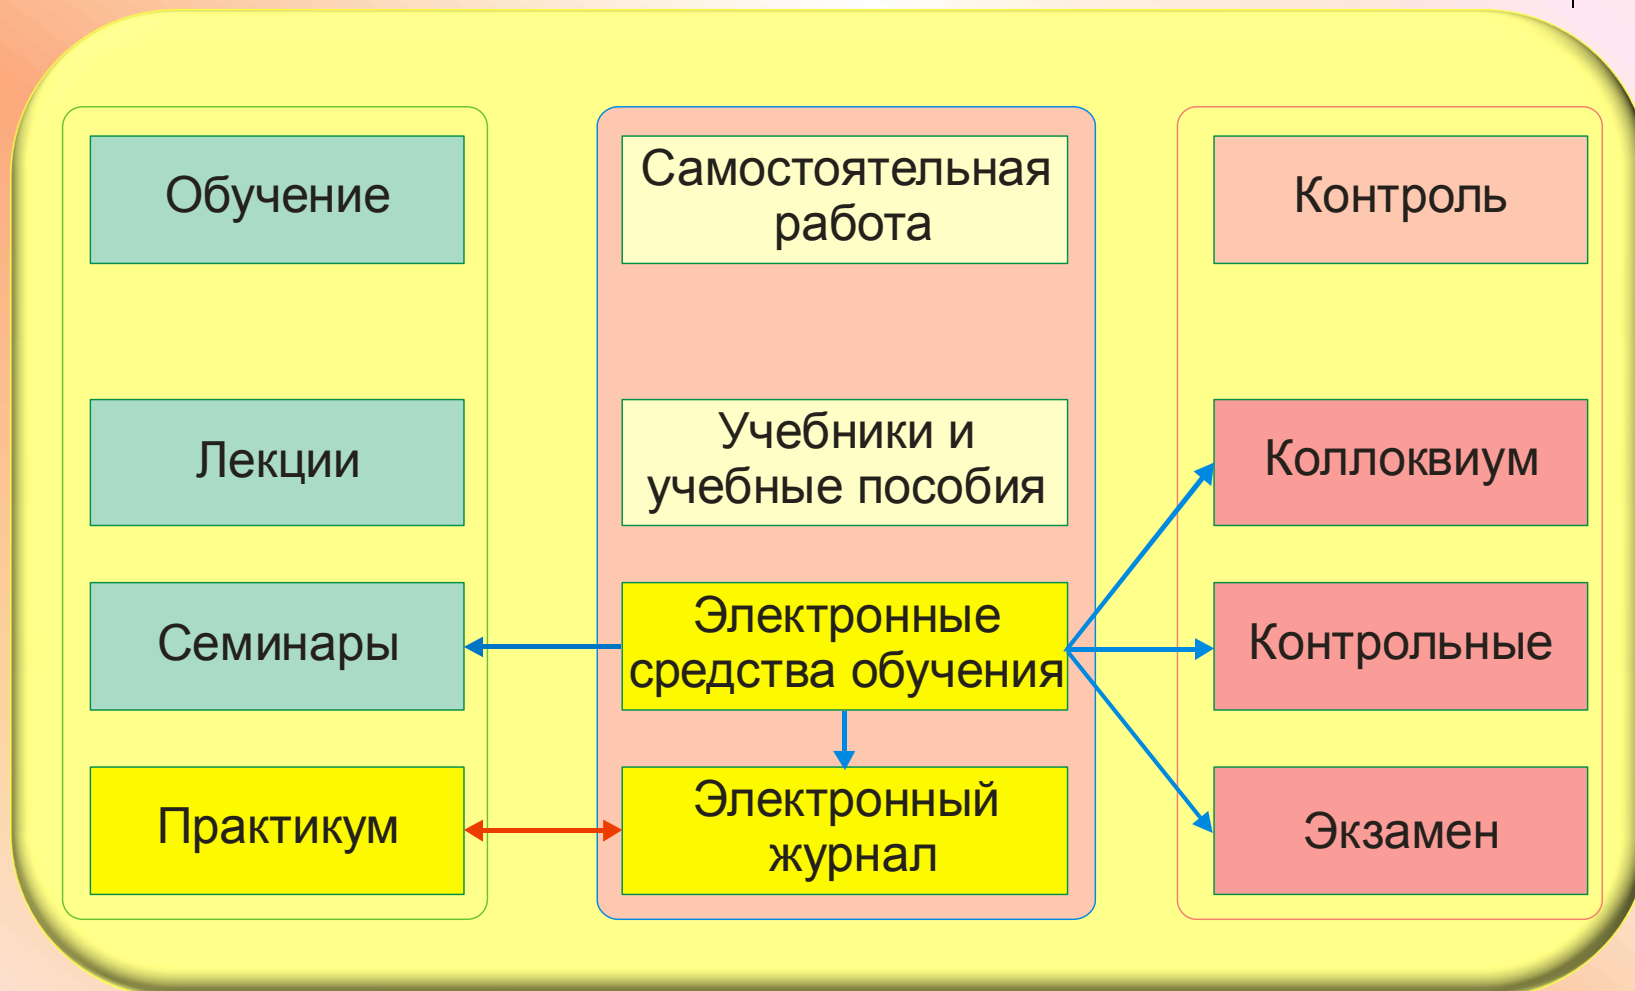 Обучение
Самостоятельная
работа
Контроль
Лекции
Учебники и
учебные пособия
Коллоквиум
Семинары
Электронные
средства обучения
Контрольные
Практикум
Электронный
журнал
Экзамен